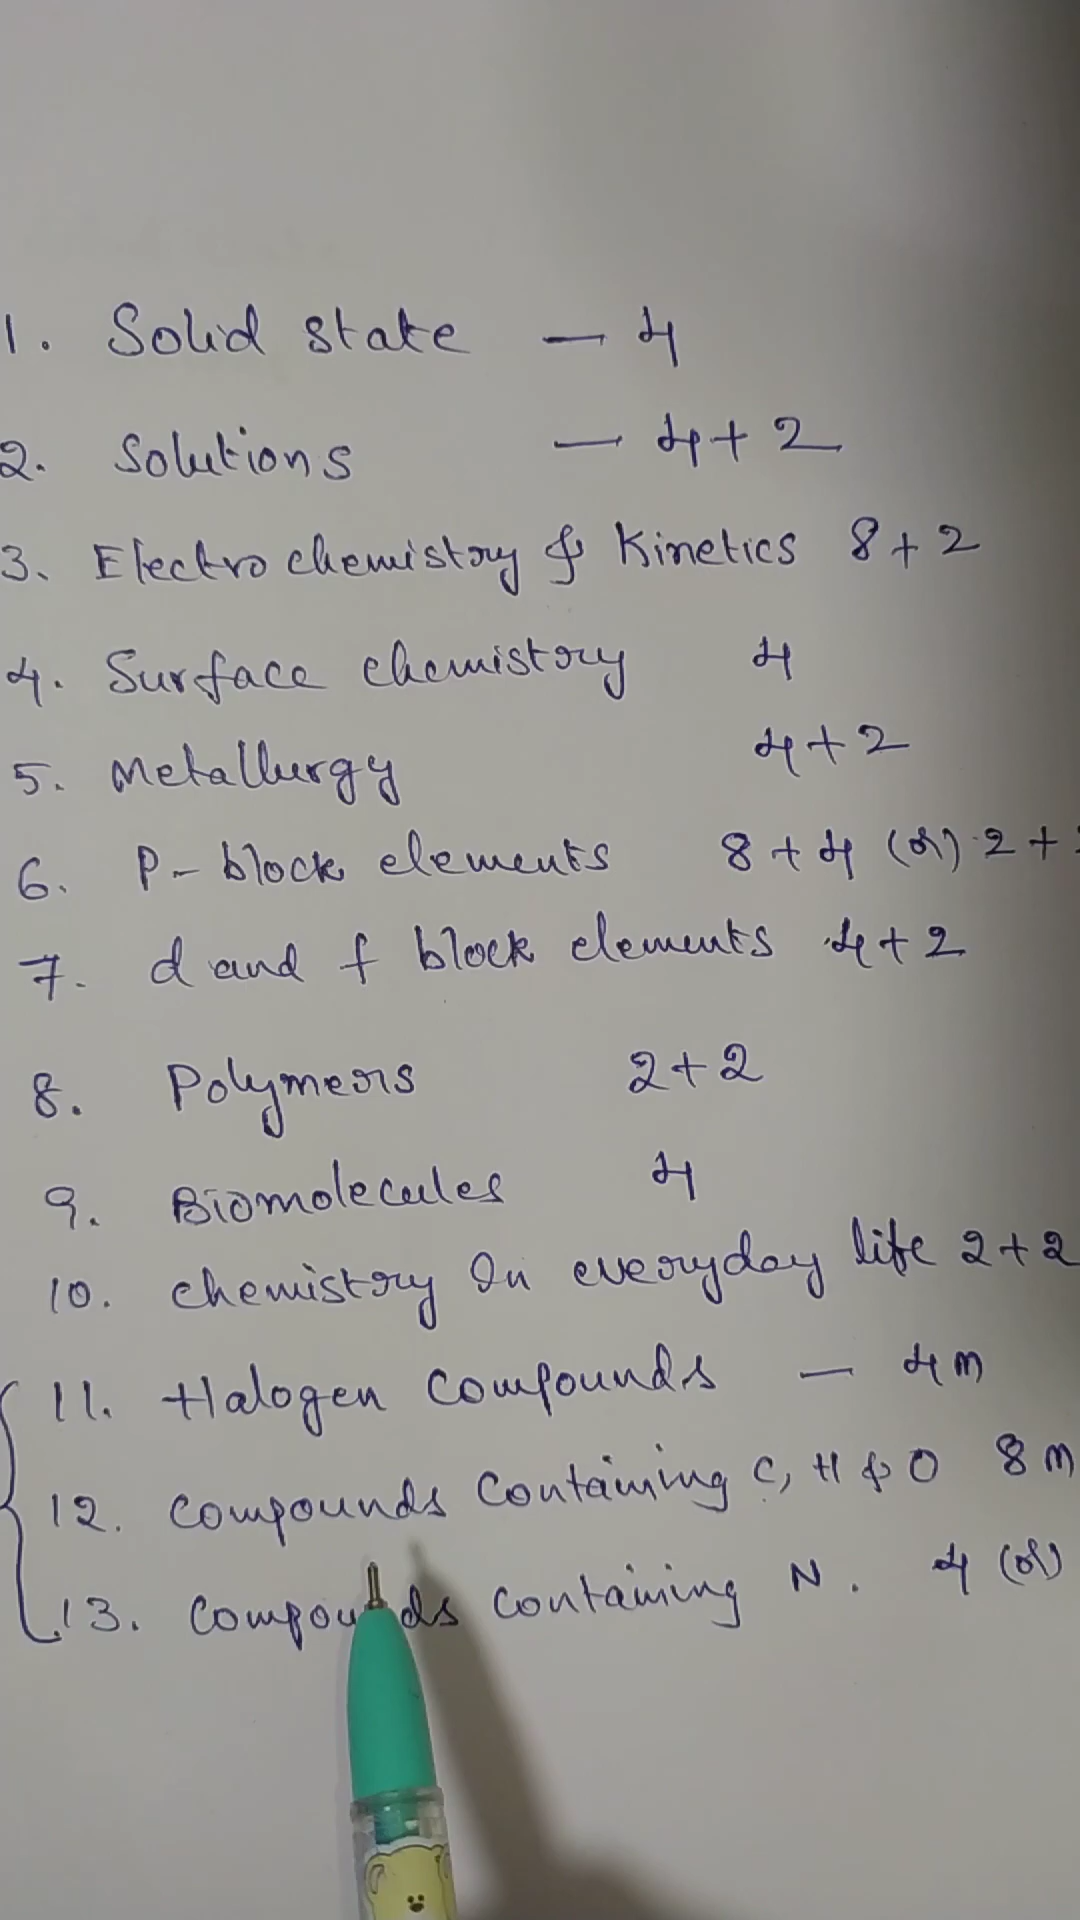 1. Solid state — 4
2. Solutions — 4+2
3. Electro chemistry & Kinetics 8+2
4. Surface chemistry 4
5. Metallurgy 4+2
6. P-block elements 8+4 (or) 2+
7. d and f block elements 4+2
8. Polymers 2+2
9. Biomolecules 4
10. chemistry In everyday life 2+2
11. Halogen compounds — 4m
12. compounds containing C, H & O 8m
13. compounds containing N. 4 (or)